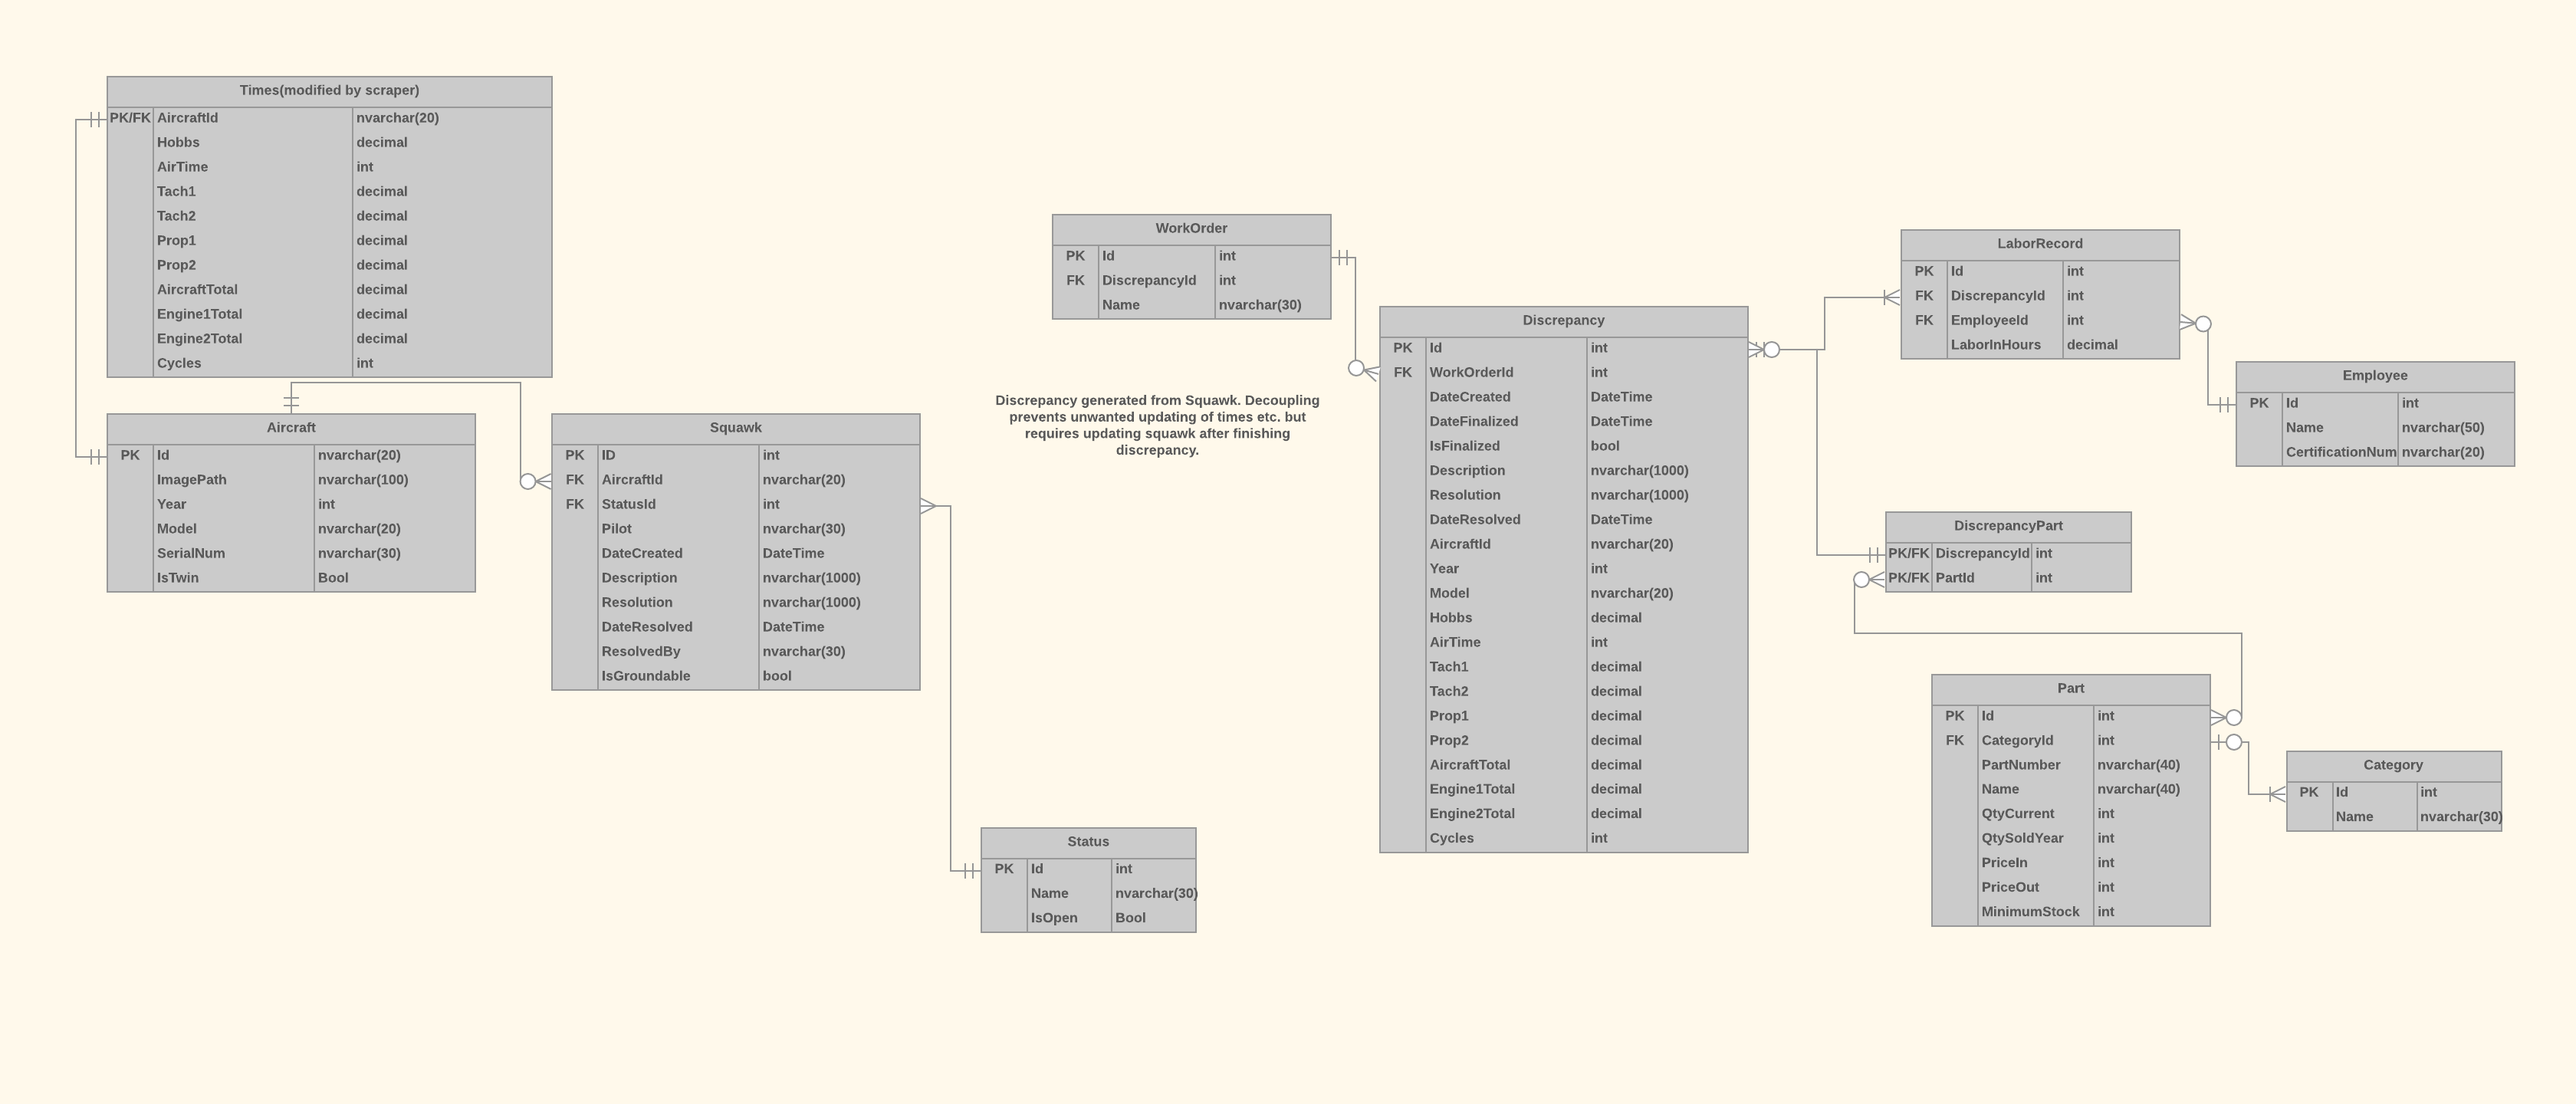 Times(modified by scraper)
PK/FK AircraftId nvarchar(20)
Hobbs decimal
AirTime int
Tach1 decimal
Tach2 decimal
Prop1 decimal
Prop2 decimal
AircraftTotal decimal
Engine1Total decimal
Engine2Total decimal
Cycles int
Aircraft
PK Id nvarchar(20)
ImagePath nvarchar(100)
Year int
Model nvarchar(20)
SerialNum nvarchar(30)
IsTwin Bool
Squawk
PK ID int
FK AircraftId nvarchar(20)
FK StatusId int
Pilot nvarchar(30)
DateCreated DateTime
Description nvarchar(1000)
Resolution nvarchar(1000)
DateResolved DateTime
ResolvedBy nvarchar(30)
IsGroundable bool
Status
PK Id int
Name nvarchar(30)
IsOpen Bool
WorkOrder
PK Id int
FK DiscrepancyId int
Name nvarchar(30)
Discrepancy generated from Squawk. Decoupling
prevents unwanted updating of times etc. but
requires updating squawk after finishing
discrepancy.
Discrepancy
PK Id int
FK WorkOrderId int
DateCreated DateTime
DateFinalized DateTime
IsFinalized bool
Description nvarchar(1000)
Resolution nvarchar(1000)
DateResolved DateTime
AircraftId nvarchar(20)
Year int
Model nvarchar(20)
Hobbs decimal
AirTime int
Tach1 decimal
Tach2 decimal
Prop1 decimal
Prop2 decimal
AircraftTotal decimal
Engine1Total decimal
Engine2Total decimal
Cycles int
LaborRecord
PK Id int
FK DiscrepancyId int
FK EmployeeId int
LaborInHours decimal
Employee
PK Id int
Name nvarchar(50)
CertificationNum nvarchar(20)
DiscrepancyPart
PK/FK DiscrepancyId int
PK/FK PartId int
Part
PK Id int
FK CategoryId int
PartNumber nvarchar(40)
Name nvarchar(40)
QtyCurrent int
QtySoldYear int
PriceIn int
PriceOut int
MinimumStock int
Category
PK Id int
Name nvarchar(30)